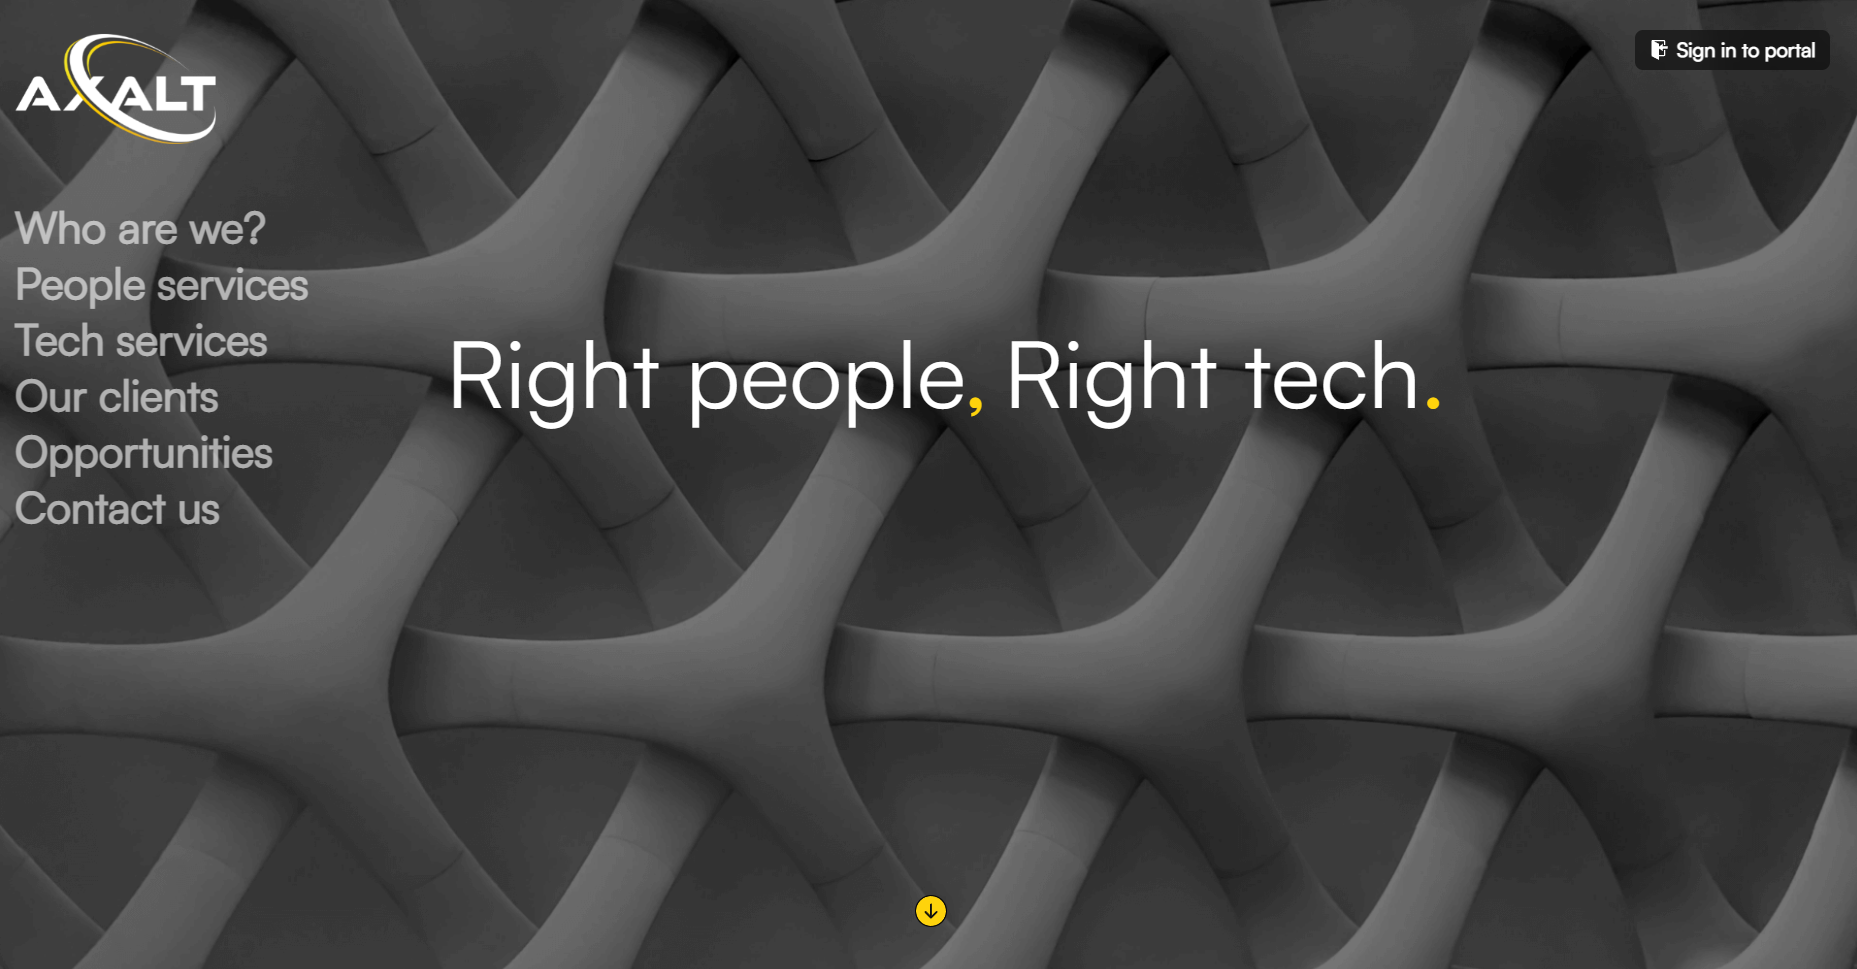 AXALT
Sign in to portal
Who are we?
People services
Tech services
Our clients
Opportunities
Contact us
Right people, Right tech.